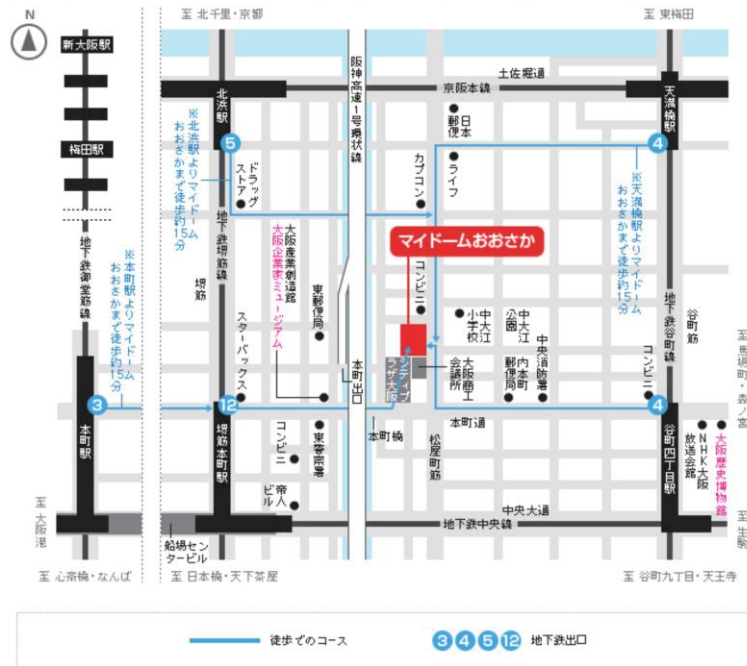 N
至 北千里・京都
至 東梅田
新大阪駅
梅田駅
北浜駅
阪神高速1号環状線
土佐堀通
京阪本線
天満橋駅
5
4
※北浜駅よりマイドーム
おおさかまで徒歩約15分
ドラッグ
ストア
日本
郵便
ライフ
カプコン
※天満橋駅よりマイドーム
おおさかまで徒歩約15分
マイドームおおさか
地下鉄御堂筋線
※本町駅よりマイドーム
おおさかまで徒歩約15分
地下鉄堺筋線
堺筋
大阪産業創造館
大阪企業家ミュージアム
東郵便局
スターバックス
本町出口
コンビニ
中大江
小学校
中大江
公園
中央消防署
内本町
郵便局
大阪商工
会議所
シティプ
ラザ大阪
地下鉄谷町線
谷町筋
コンビニ
至 馬場町・森ノ宮
3
12
4
本町駅
堺筋本町駅
コンビニ
東警察署
帝人
ビル
本町橋
松屋町筋
本町通
谷町四丁目駅
NHK大阪
放送会館
大阪歴史博物館
至 大阪港
船場セン
タービル
中央大通
地下鉄中央線
至 生駒
至 心斎橋・なんば
至 日本橋・天下茶屋
至 谷町九丁目・天王寺
徒歩でのコース
3 4 5 12 地下鉄出口